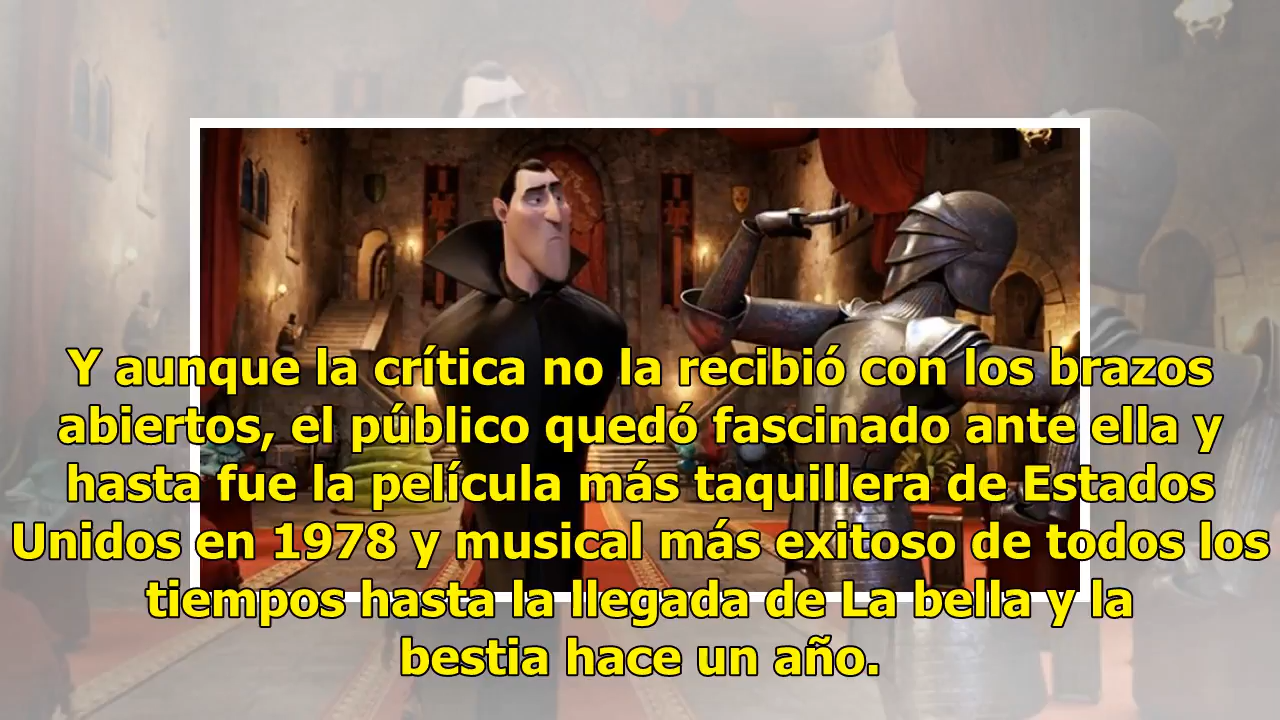 Y aunque la crítica no la recibió con los brazos
abiertos, el público quedó fascinado ante ella y
hasta fue la película más taquillera de Estados
Unidos en 1978 y musical más exitoso de todos los
tiempos hasta la llegada de La bella y la
bestia hace un año.